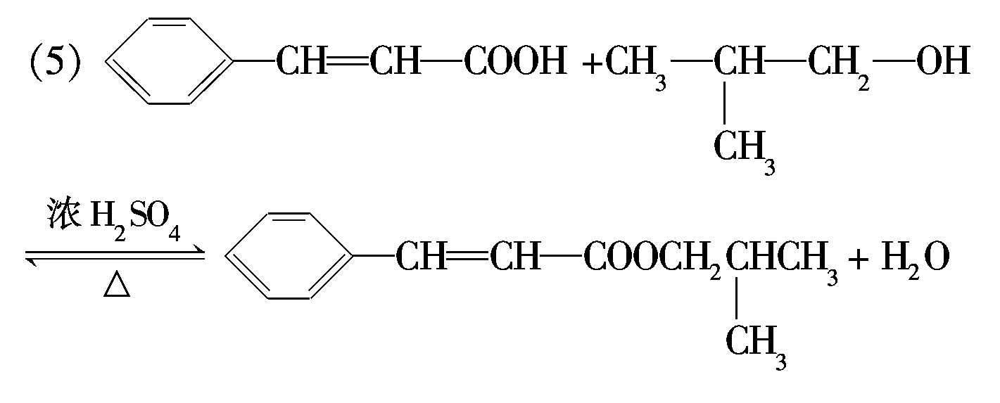 (5) CH=CH—COOH +CH₃—CH—CH₂—OH
CH₃
浓 H₂SO₄
△
CH=CH—COOCH₂CHCH₃ + H₂O
CH₃